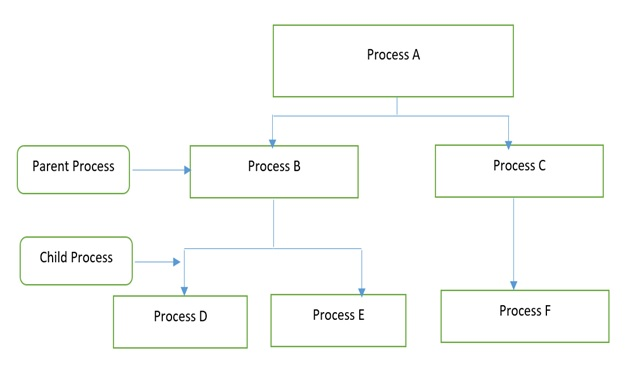 Process A
Parent Process
Process B
Process C
Child Process
Process D
Process E
Process F